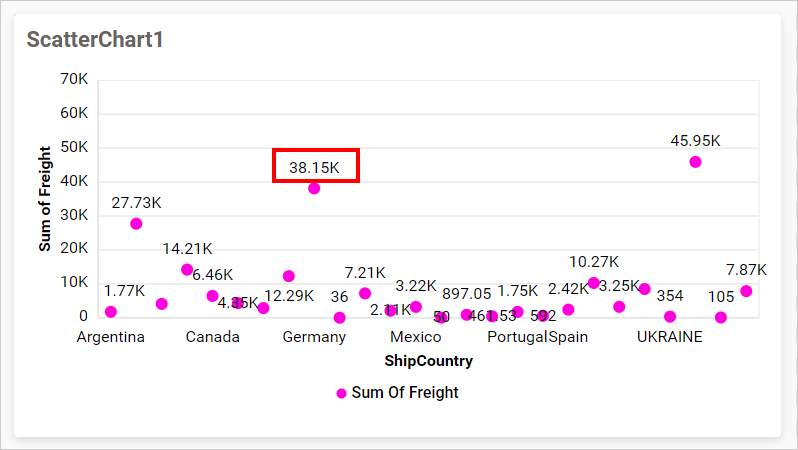 ScatterChart1
70K
60K
50K
40K
30K
20K
10K
0
Sum of Freight
1.77K
27.73K
14.21K
6.46K
4.35K
12.29K
38.15K
36
7.21K
2.11K
3.22K
50
897.05
461.53
1.75K
592
2.42K
10.27K
3.25K
354
45.95K
105
7.87K
Argentina
Canada
Germany
Mexico
Portugal
Spain
UKRAINE
ShipCountry
Sum Of Freight